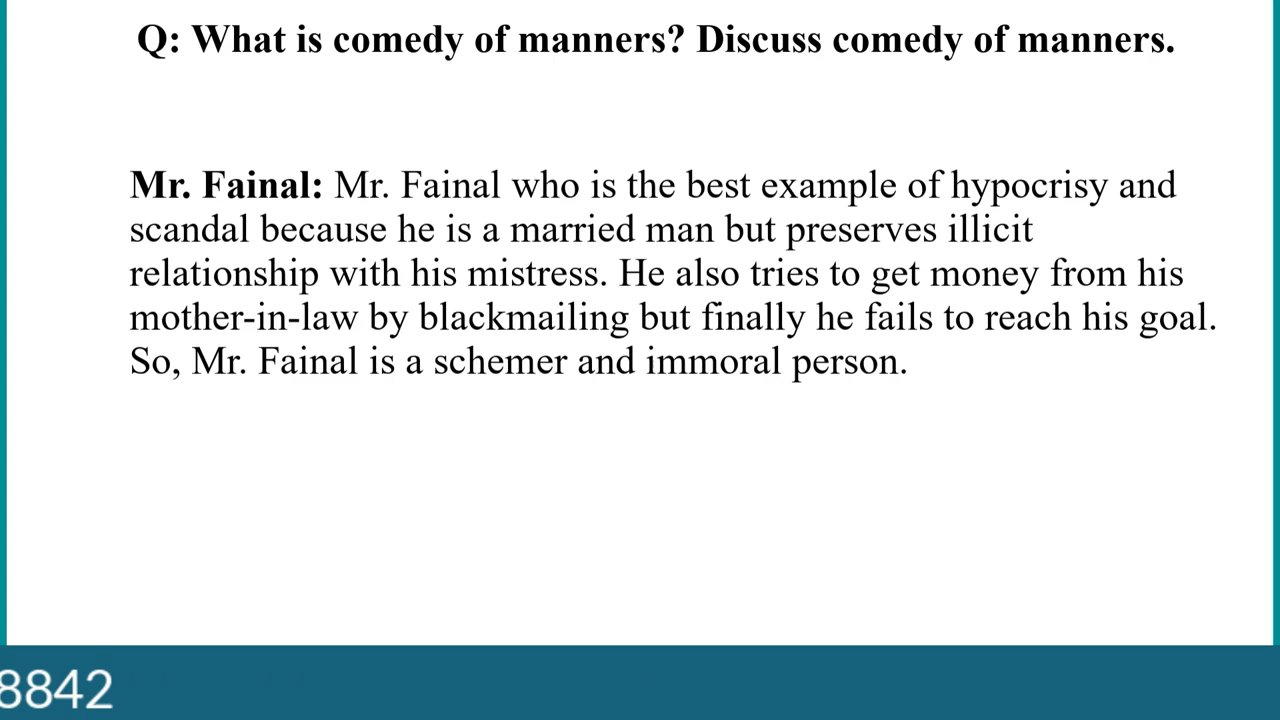 Q: What is comedy of manners? Discuss comedy of manners.
Mr. Fainal: Mr. Fainal who is the best example of hypocrisy and
scandal because he is a married man but preserves illicit
relationship with his mistress. He also tries to get money from his
mother-in-law by blackmailing but finally he fails to reach his goal.
So, Mr. Fainal is a schemer and immoral person.
8842